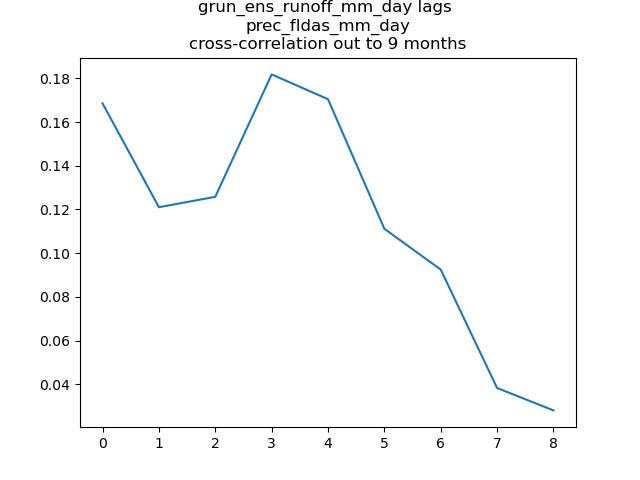 grun_ens_runoff_mm_day lags
prec_fldas_mm_day
cross-correlation out to 9 months
0.18
0.16
0.14
0.12
0.10
0.08
0.06
0.04
0 1 2 3 4 5 6 7 8